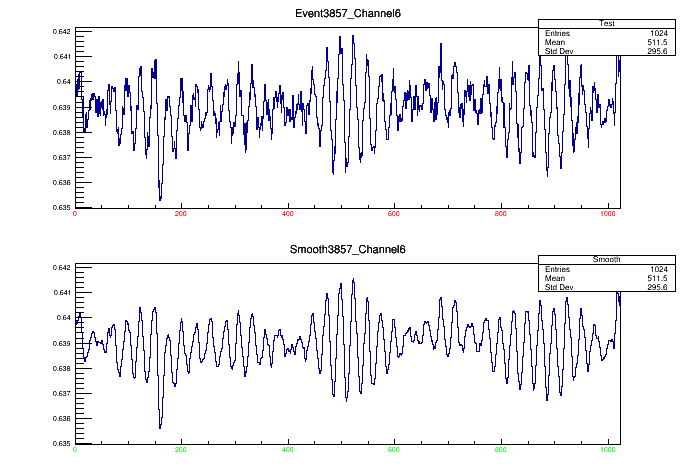 Event3857_Channel6
Test
Entries 1024
Mean 511.5
Std Dev 295.6
0.642
0.641
0.64
0.639
0.638
0.637
0.636
0.635
0 200 400 600 800 1000
Smooth3857_Channel6
Smooth
Entries 1024
Mean 511.5
Std Dev 295.6
0.642
0.641
0.64
0.639
0.638
0.637
0.636
0.635
0 200 400 600 800 1000